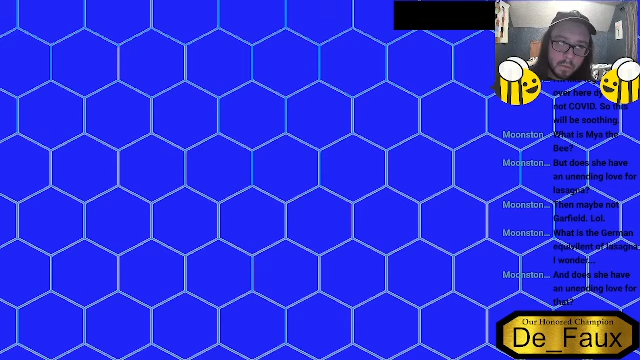 over here
not COVID. So this
will be soothing.
Moonston... What is Mya the
Bee?
Moonston... But does she have
an unending love for
lasagna?
Moonston... Then maybe not
Garfield. Lol.
Moonston... What is the German
equivilent of lasagna
I wonder...
Moonston... And does she have
an unending love for
that?
Our Honored Champion
De_Faux